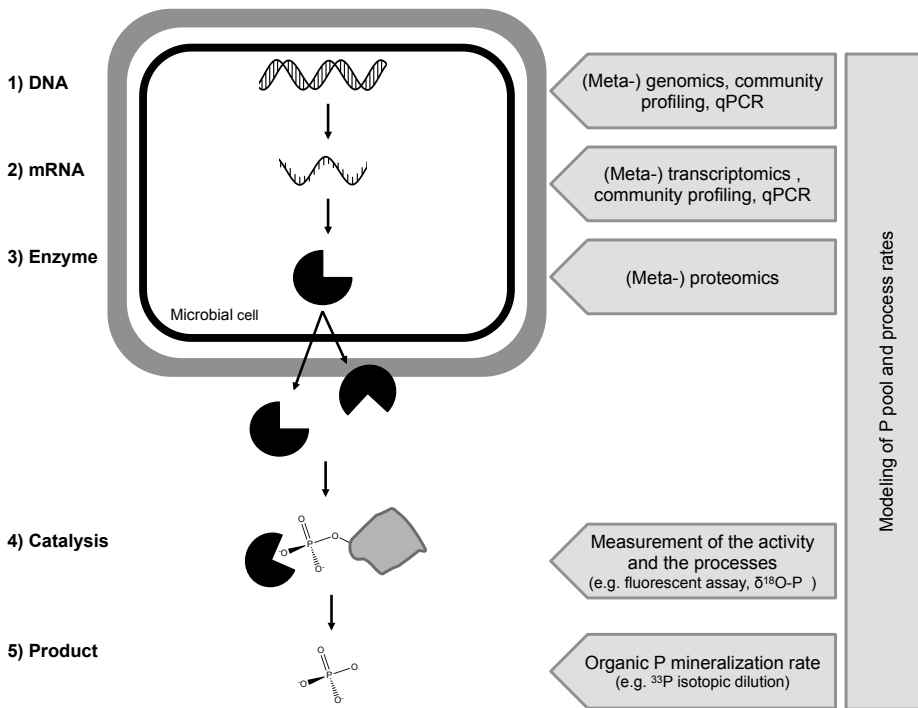 1) DNA
(Meta-) genomics, community
profiling, qPCR
2) mRNA
(Meta-) transcriptomics ,
community profiling, qPCR
3) Enzyme
(Meta-) proteomics
Microbial cell
4) Catalysis
O
⁻O
P
O
O⁻
Measurement of the activity
and the processes
(e.g. fluorescent assay, δ¹⁸O-P )
5) Product
O
⁻O
P
O
O⁻
Organic P mineralization rate
(e.g. ³³P isotopic dilution)
Modeling of P pool and process rates